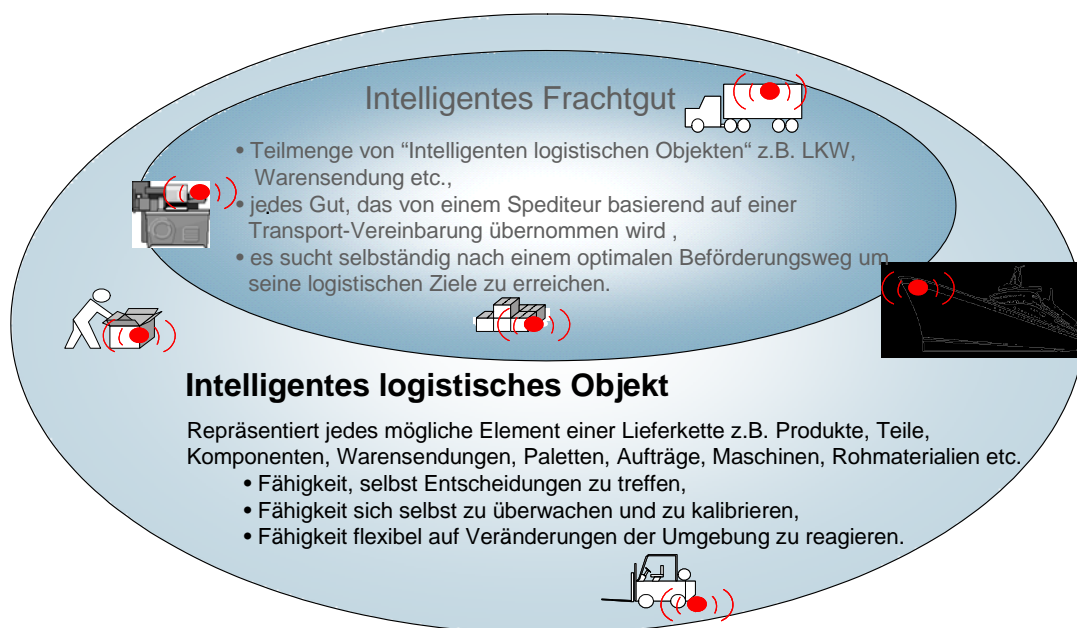 Intelligentes Frachtgut
• Teilmenge von “Intelligenten logistischen Objekten“ z.B. LKW,
Warensendung etc.,
• jedes Gut, das von einem Spediteur basierend auf einer
Transport-Vereinbarung übernommen wird ,
• es sucht selbständig nach einem optimalen Beförderungsweg um
seine logistischen Ziele zu erreichen.
Intelligentes logistisches Objekt
Repräsentiert jedes mögliche Element einer Lieferkette z.B. Produkte, Teile,
Komponenten, Warensendungen, Paletten, Aufträge, Maschinen, Rohmaterialien etc.
• Fähigkeit, selbst Entscheidungen zu treffen,
• Fähigkeit sich selbst zu überwachen und zu kalibrieren,
• Fähigkeit flexibel auf Veränderungen der Umgebung zu reagieren.